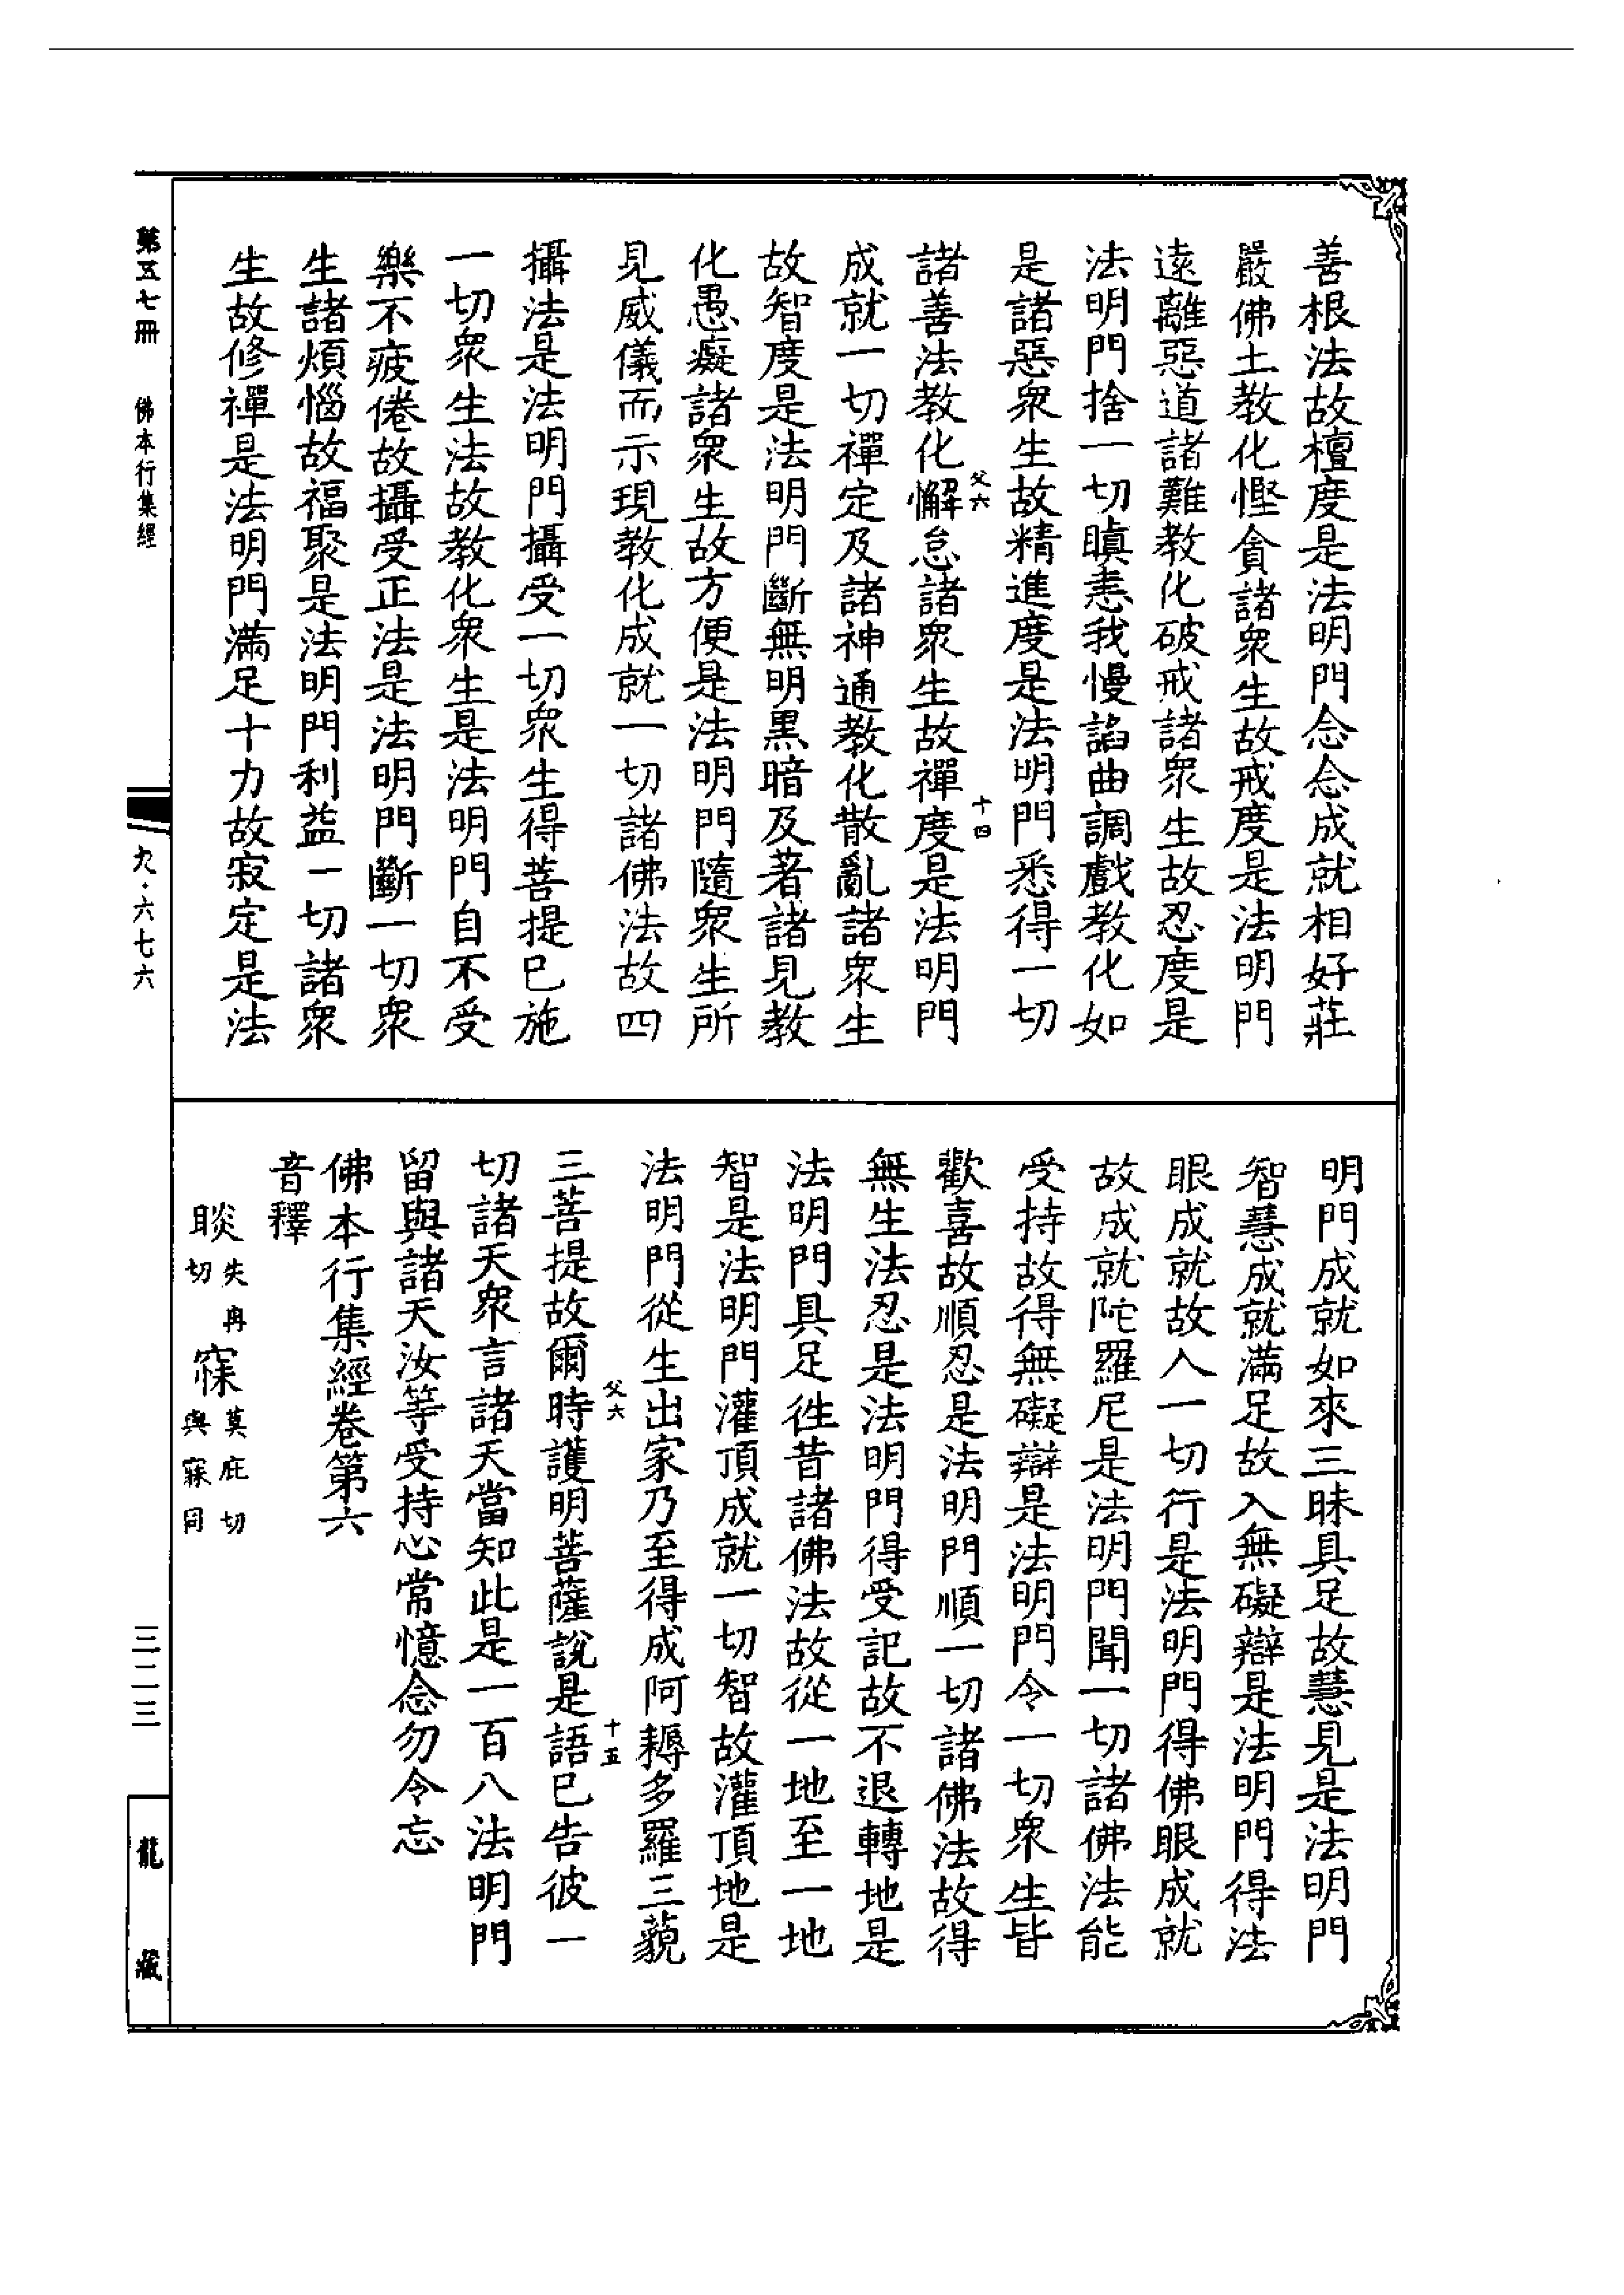 善根法故檀度是法明門念念成就相好莊
嚴佛土教化慳貪諸衆生故戒度是法明門
遠離惡道諸難教化破戒諸衆生故忍度是
法明門捨一切瞋恚我慢諂曲調戲教化如
是諸惡衆生故精進度是法明門悉得一切
父六
十四
諸善法教化懈怠諸衆生故禪度是法明門
成就一切禪定及諸神通教化散亂諸衆生
故智度是法明門斷無明黑暗及著諸見教
化愚癡諸衆生故方便是法明門隨衆生所
見威儀而示現教化成就一切諸佛法故四
攝法是法明門攝受一切衆生得菩提已施
一切衆生法故教化衆生是法明門自不受
樂不疲倦故攝受正法是法明門斷一切衆
生諸煩惱故福聚是法明門利益一切諸衆
生故修禪是法明門滿足十力故寂定是法
明門成就如來三昧具足故慧見是法明門
智慧成就滿足故入無礙辯是法明門得法
眼成就故入一切行是法明門得佛眼成就
故成就陀羅尼是法明門聞一切諸佛法能
受持故得無礙辯是法明門令一切衆生皆
歡喜故順忍是法明門順一切諸佛法故得
無生法忍是法明門得受記故不退轉地是
法明門具足徃昔諸佛法故從一地至一地
智是法明門灌頂成就一切智故灌頂地是
法明門從生出家乃至得成阿耨多羅三藐
父六
十五
三菩提故爾時護明菩薩說是語已告彼一
切諸天衆言諸天當知此是一百八法明門
留與諸天汝等受持心常憶念勿令忘
佛本行集經卷第六
音釋
睒失冉切 寐莫庇切與寐同
第五七冊 佛本行集經
九·六七六
三二三
龍藏